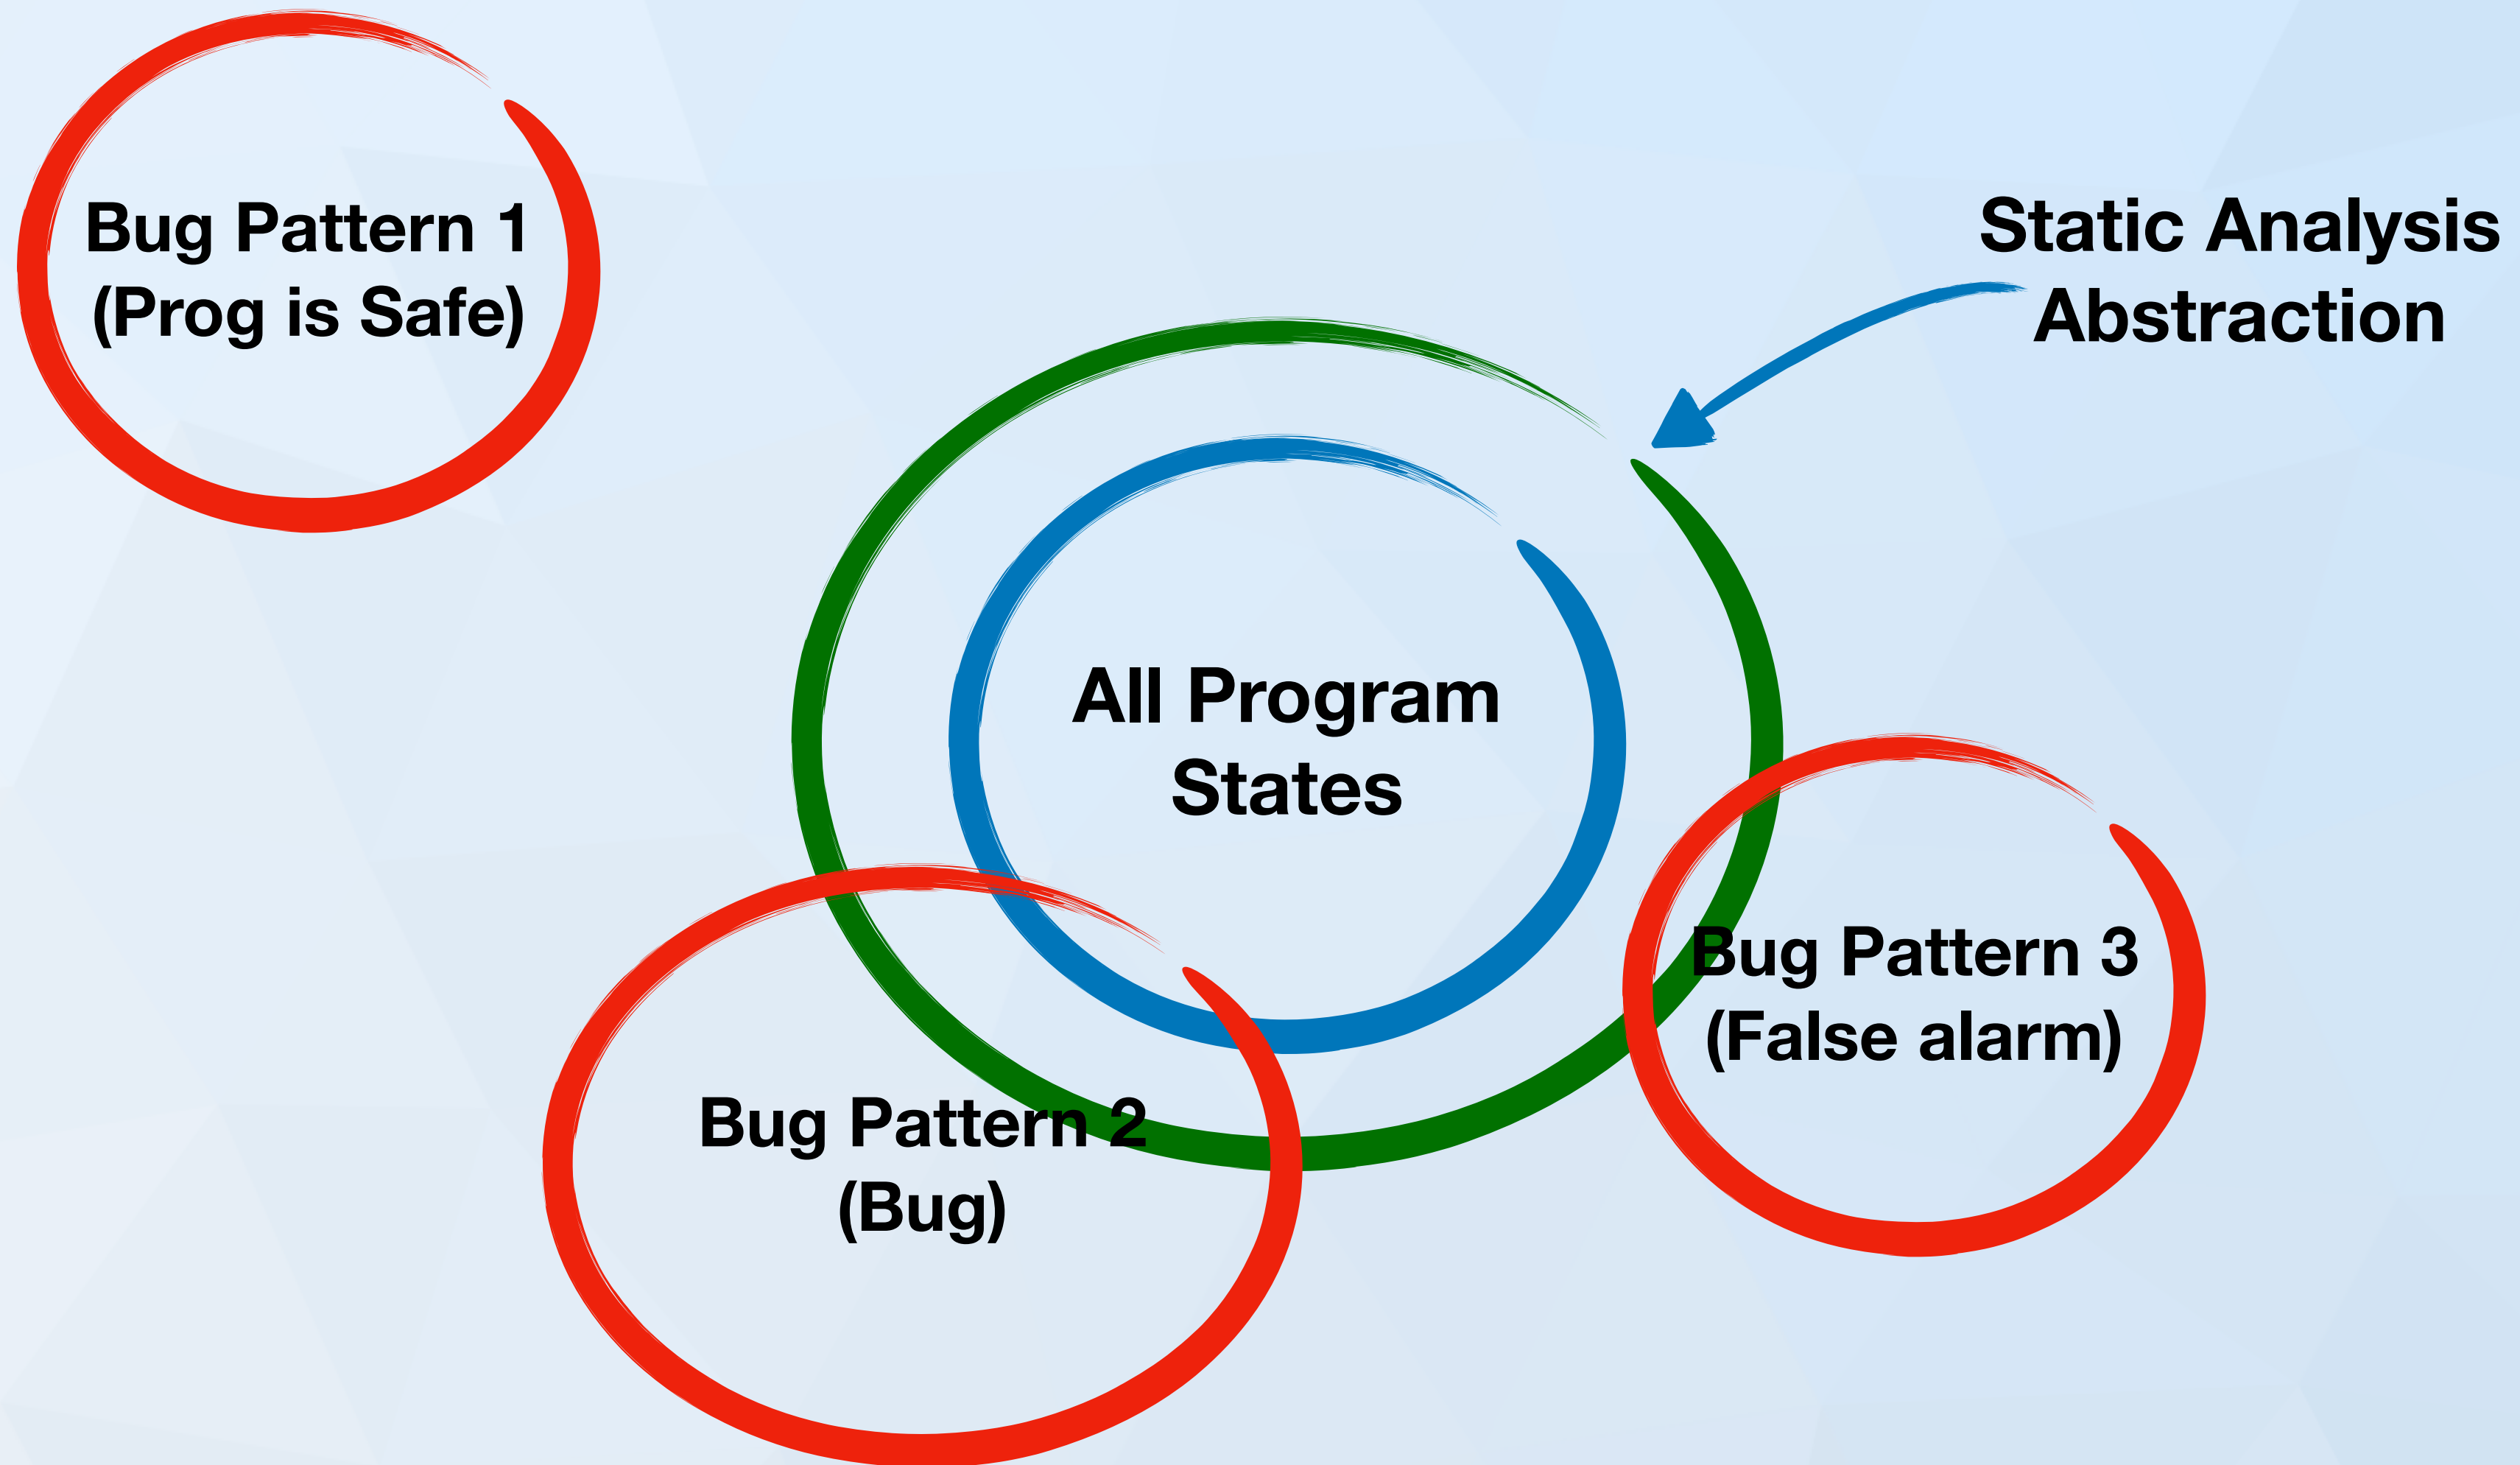 Bug Pattern 1
(Prog is Safe)
Static Analysis
Abstraction
All Program
States
Bug Pattern 3
(False alarm)
Bug Pattern 2
(Bug)